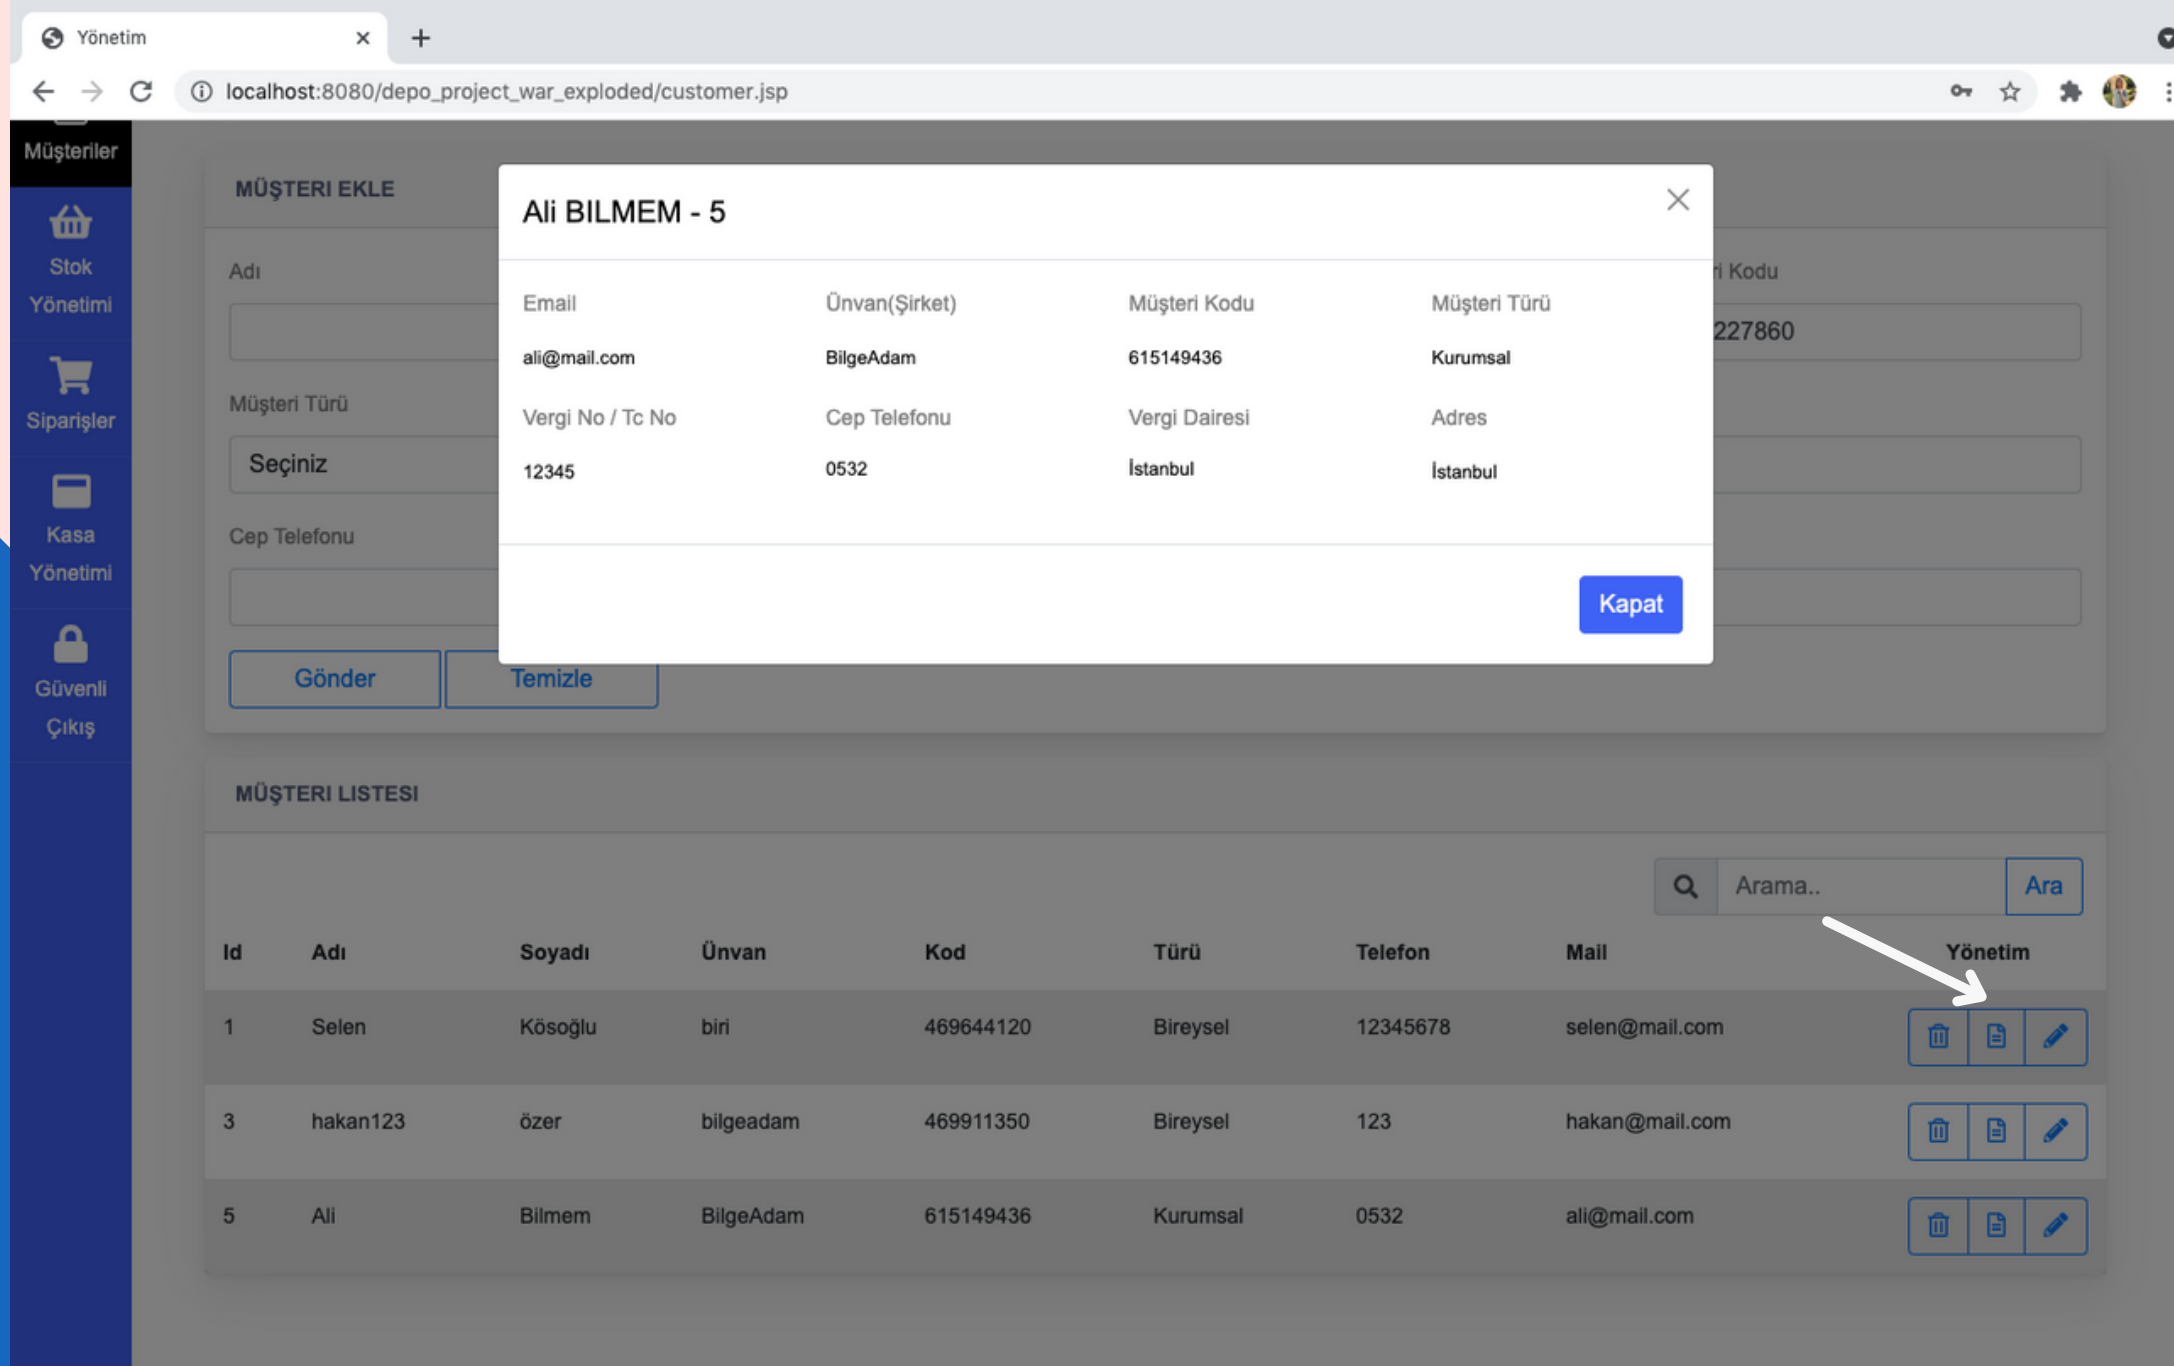 Yönetim
localhost:8080/depo_project_war_exploded/customer.jsp
Müşteriler
Stok
Yönetimi
Siparişler
Kasa
Yönetimi
Güvenli
Çıkış
MÜŞTERI EKLE
Adı
ri Kodu
227860
Müşteri Türü
Seçiniz
Cep Telefonu
Gönder
Temizle
Ali BILMEM - 5
Email Ünvan(Şirket) Müşteri Kodu Müşteri Türü
ali@mail.com BilgeAdam 615149436 Kurumsal
Vergi No / Tc No Cep Telefonu Vergi Dairesi Adres
12345 0532 İstanbul İstanbul
Kapat
MÜŞTERI LISTESI
Arama.. Ara
Id Adı Soyadı Ünvan Kod Türü Telefon Mail Yönetim
1 Selen Kösoğlu biri 469644120 Bireysel 12345678 selen@mail.com
3 hakan123 özer bilgeadam 469911350 Bireysel 123 hakan@mail.com
5 Ali Bilmem BilgeAdam 615149436 Kurumsal 0532 ali@mail.com